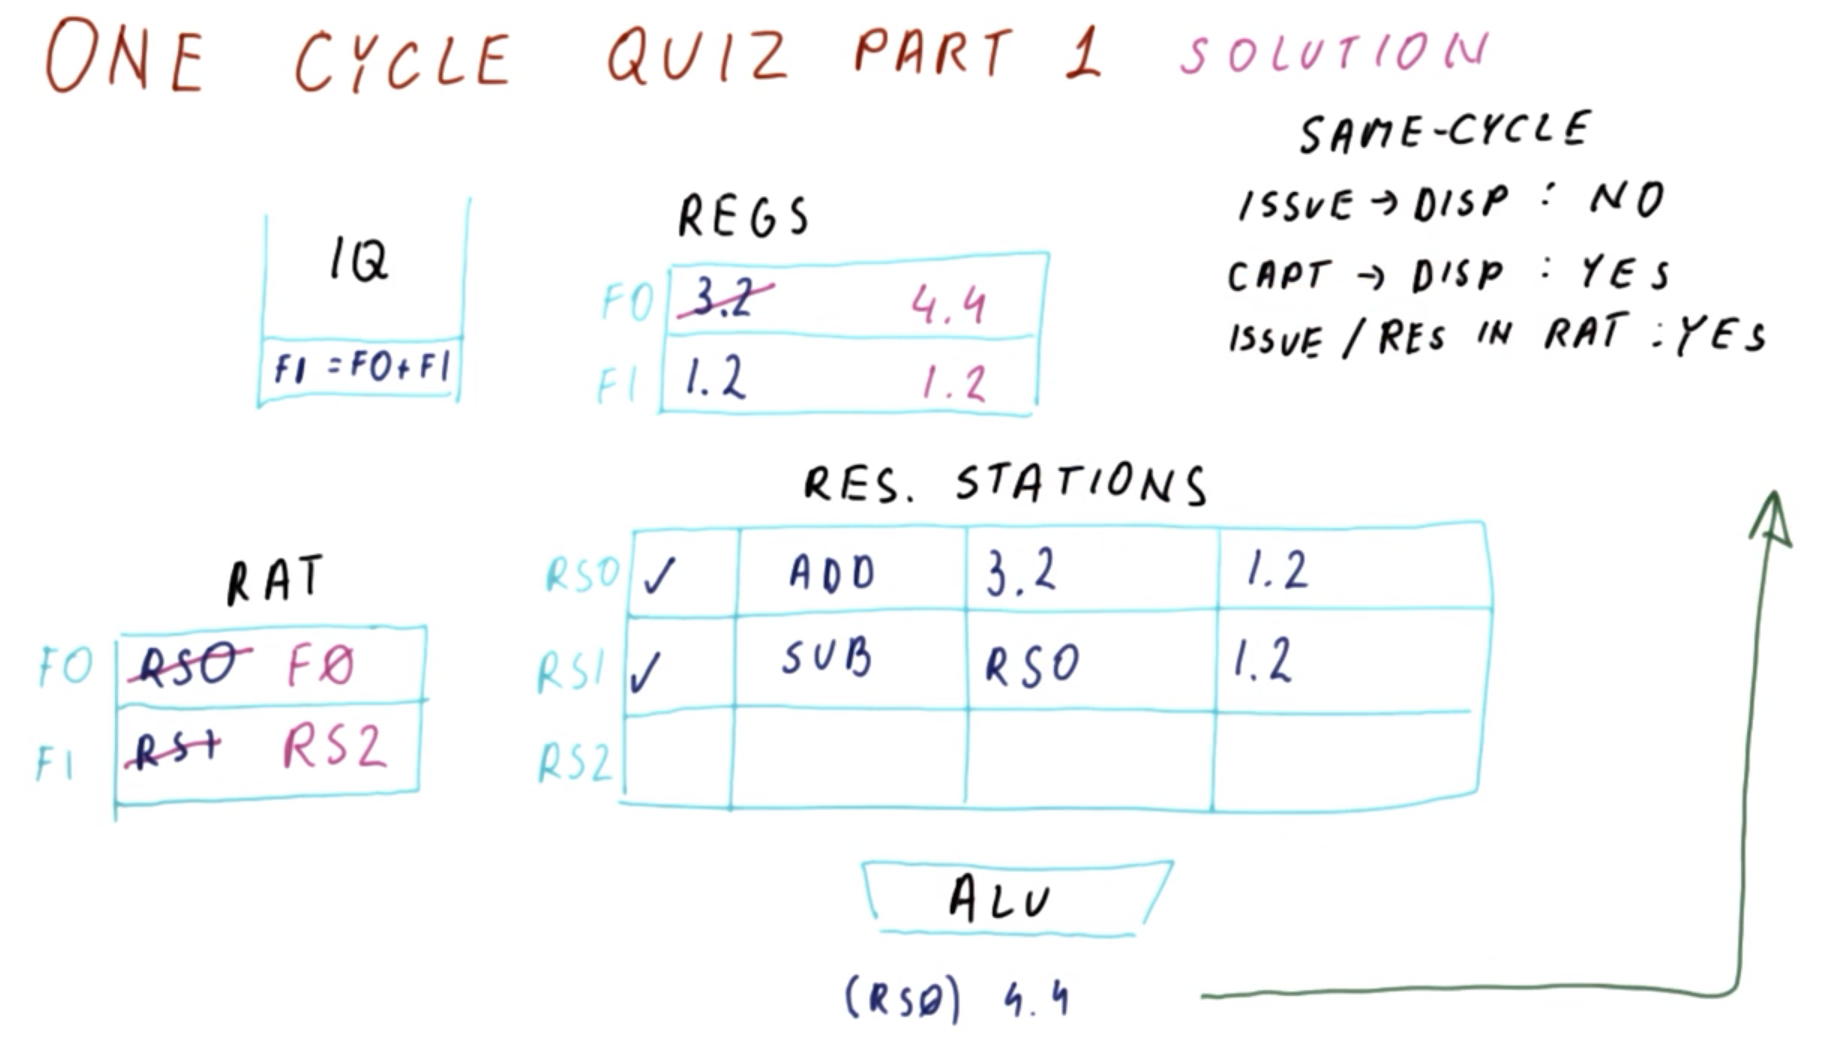 ONE CYCLE QUIZ PART 1 SOLUTION
SAME-CYCLE
ISSUE → DISP : NO
CAPT → DISP : YES
ISSUE / RES IN RAT : YES
IQ
F1 = F0 + F1
REGS
F0 3.2 4.4
F1 1.2 1.2
RES. STATIONS
RS0 ✓ ADD 3.2 1.2
RS1 ✓ SUB RS0 1.2
RS2
RAT
F0 RS0 F0
F1 RS1 RS2
ALU
(RS0) 4.4